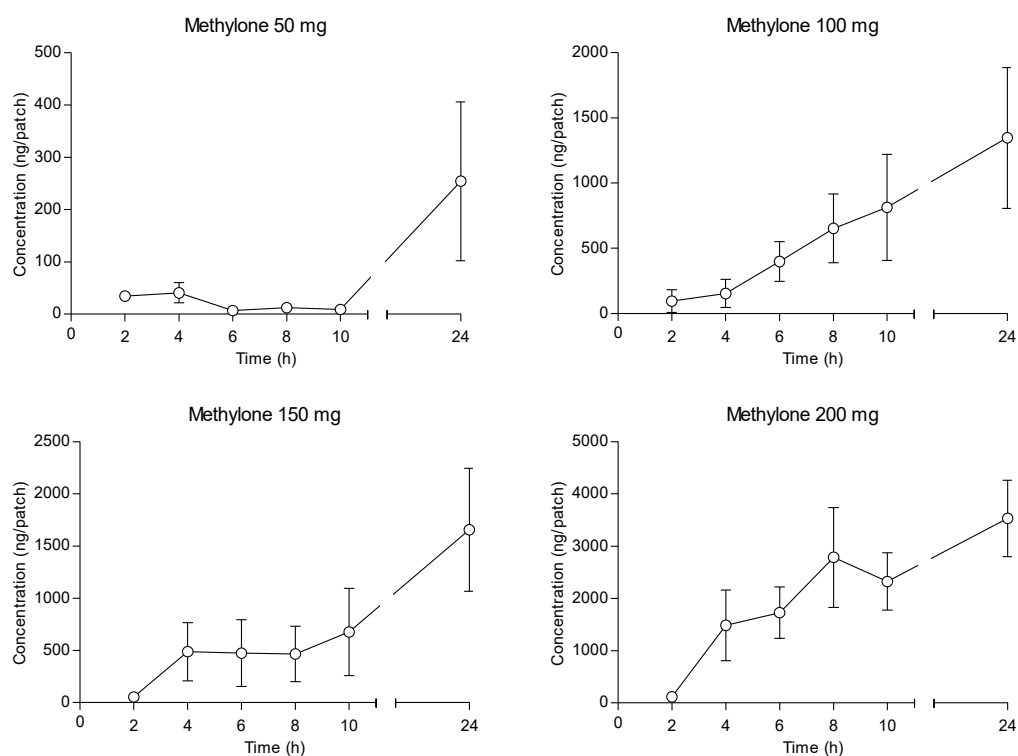 Methylone 50 mg
500
400
300
200
100
0
Concentration (ng/patch)
0 2 4 6 8 10 24
Time (h)
Methylone 100 mg
2000
1500
1000
500
0
Concentration (ng/patch)
0 2 4 6 8 10 24
Time (h)
Methylone 150 mg
2500
2000
1500
1000
500
0
Concentration (ng/patch)
0 2 4 6 8 10 24
Time (h)
Methylone 200 mg
5000
4000
3000
2000
1000
0
Concentration (ng/patch)
0 2 4 6 8 10 24
Time (h)